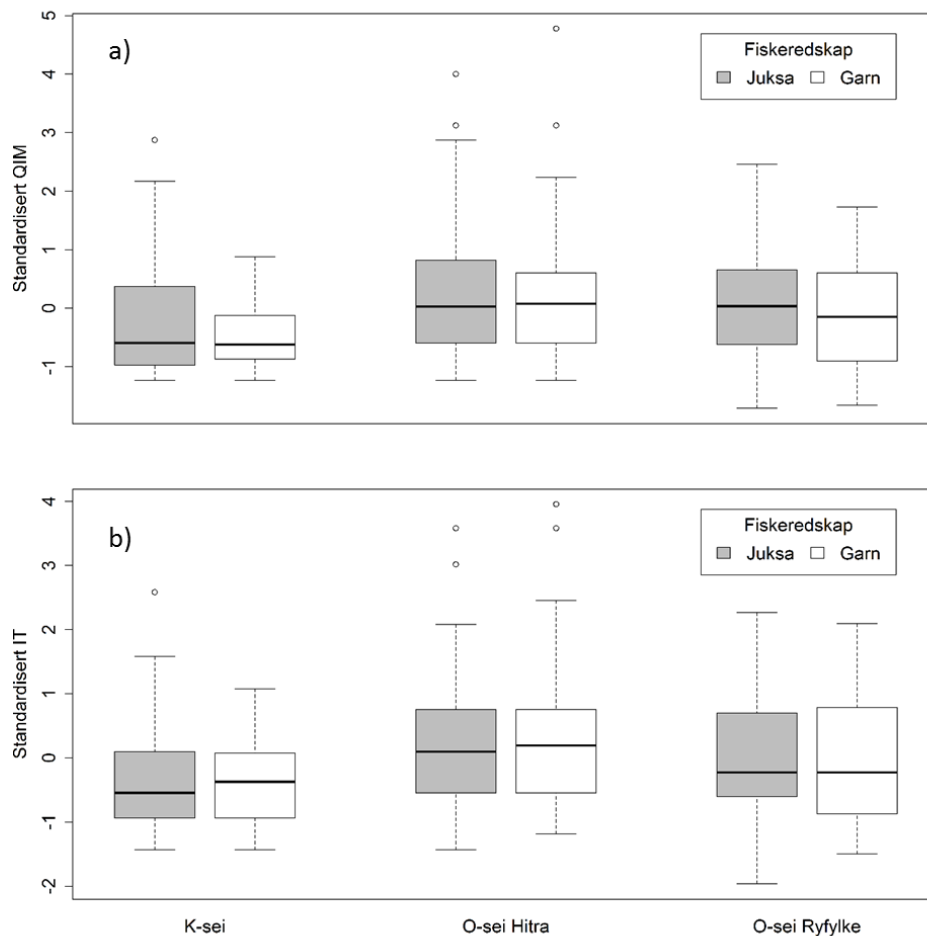 a)
Standardisert QIM
5
4
3
2
1
0
-1
Fiskeredskap
Juksa Garn
b)
Standardisert IT
4
3
2
1
0
-1
-2
Fiskeredskap
Juksa Garn
K-sei O-sei Hitra O-sei Ryfylke